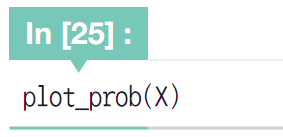 In [25] :
plot_prob(X)